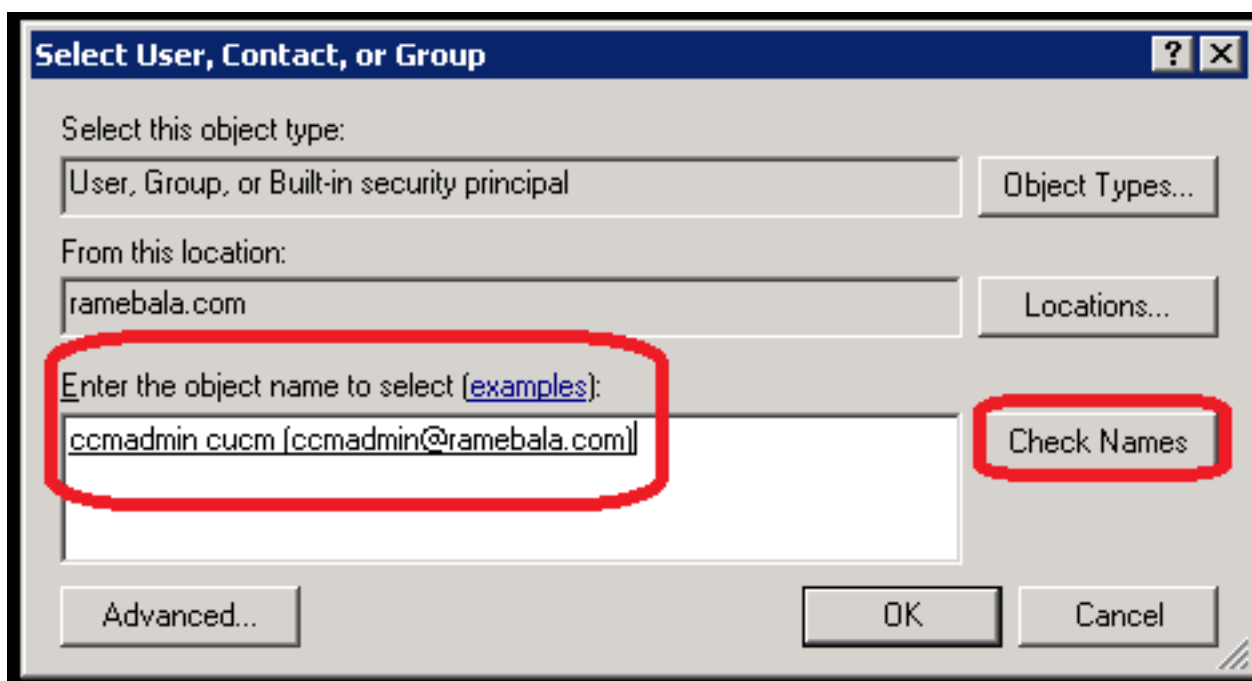 Select User, Contact, or Group
Select this object type:
User, Group, or Built-in security principal
Object Types...
From this location:
ramebala.com
Locations...
Enter the object name to select (examples):
ccmadmin cucm (ccmadmin@ramebala.com)
Check Names
Advanced...
OK
Cancel